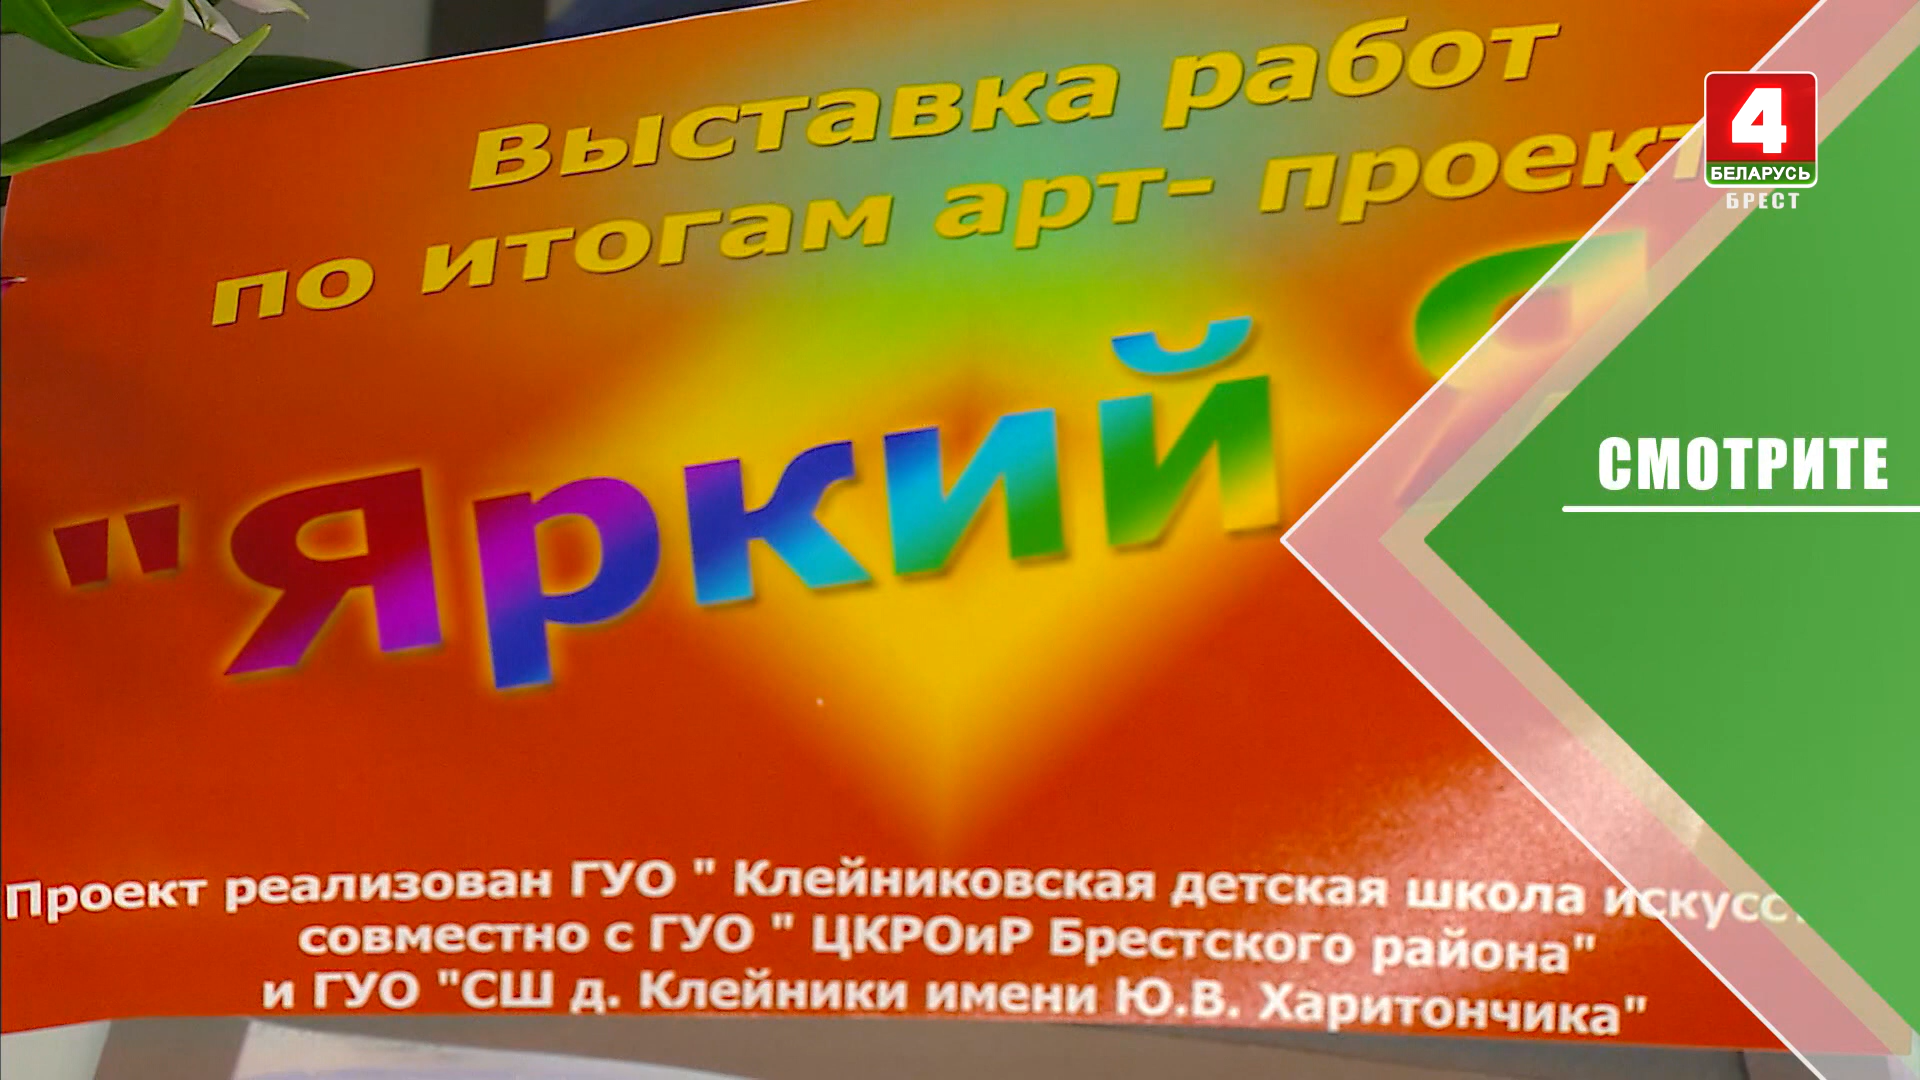 Выставка работ
по итогам арт- проект
"Яркий Я
Проект реализован ГУО " Клейниковская детская школа искусст
совместно с ГУО " ЦКРОиР Брестского района"
и ГУО "СШ д. Клейники имени Ю.В. Харитончика"
4
БЕЛАРУСЬ
БРЕСТ
СМОТРИТЕ